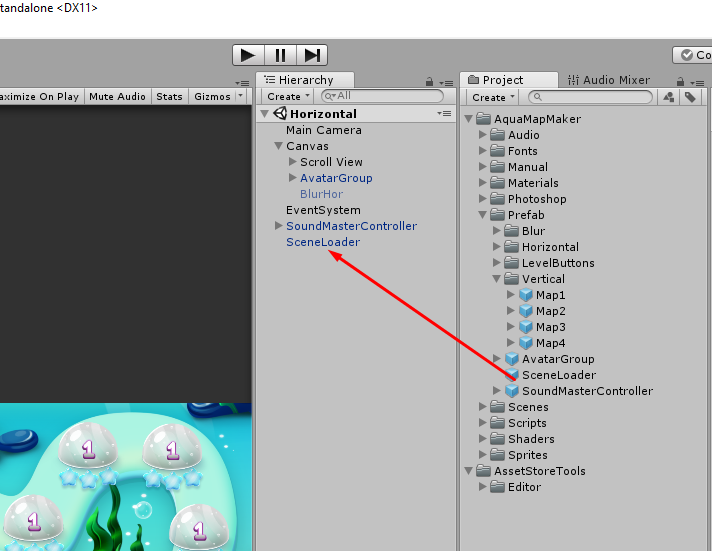 tandalone <DX11>
Co
Hierarchy
Project
Audio Mixer
aximize On Play
Mute Audio
Stats
Gizmos
Create
All
Create
Horizontal
Main Camera
Canvas
Scroll View
AvatarGroup
BlurHor
EventSystem
SoundMasterController
SceneLoader
AquaMapMaker
Audio
Fonts
Manual
Materials
Photoshop
Prefab
Blur
Horizontal
LevelButtons
Vertical
Map1
Map2
Map3
Map4
AvatarGroup
SceneLoader
SoundMasterController
Scenes
Scripts
Shaders
Sprites
AssetStoreTools
Editor
1
1
1
1